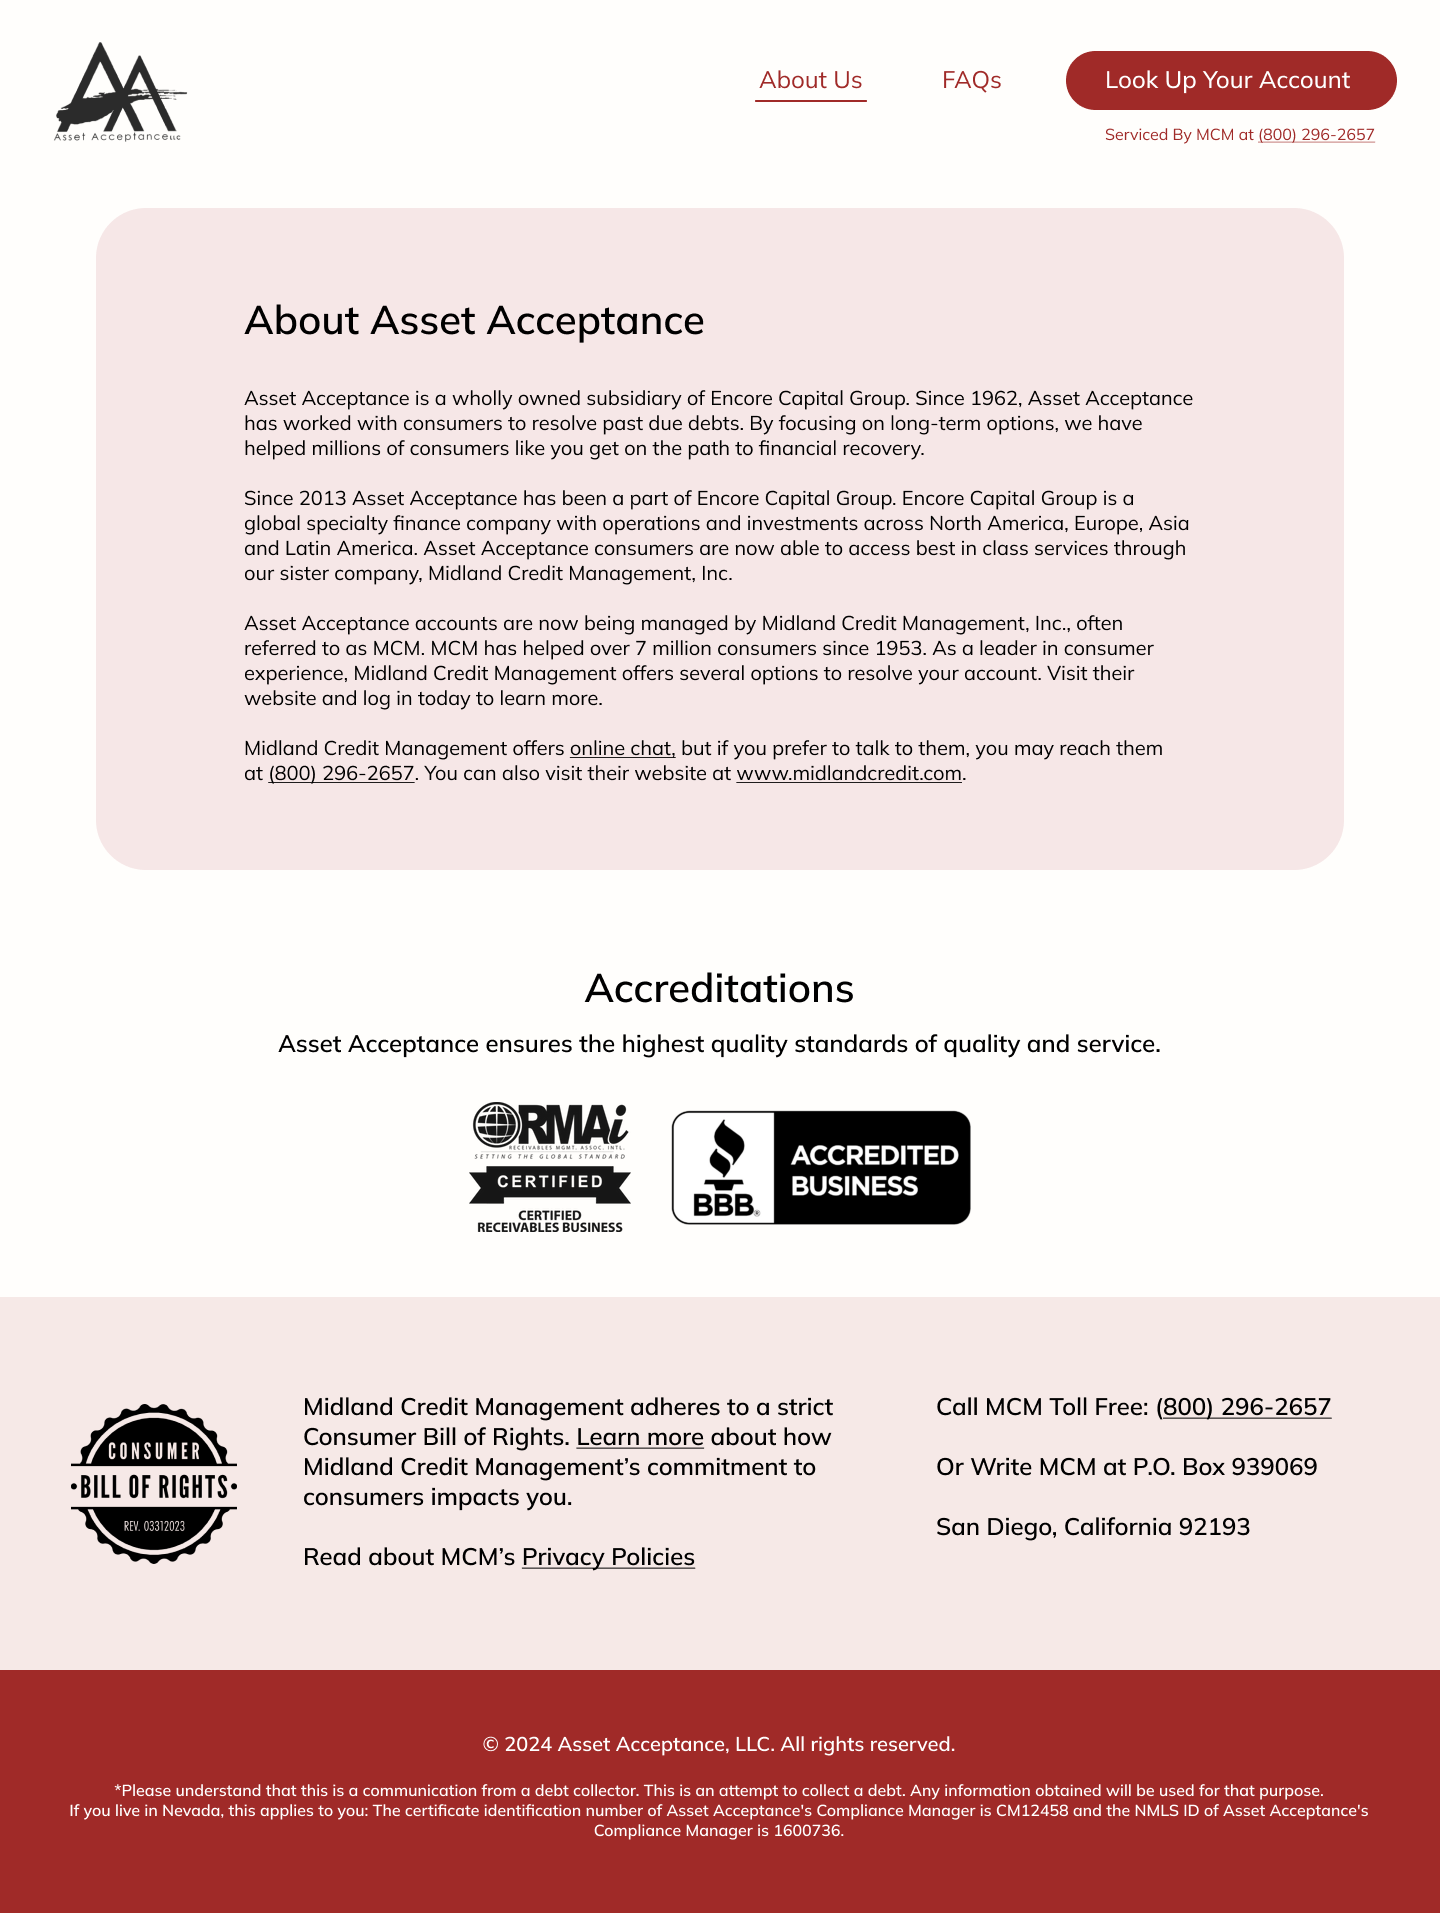 Asset Acceptance LLC
About Us
FAQs
Look Up Your Account
Serviced By MCM at (800) 296-2657
About Asset Acceptance
Asset Acceptance is a wholly owned subsidiary of Encore Capital Group. Since 1962, Asset Acceptance
has worked with consumers to resolve past due debts. By focusing on long-term options, we have
helped millions of consumers like you get on the path to financial recovery.
Since 2013 Asset Acceptance has been a part of Encore Capital Group. Encore Capital Group is a
global specialty finance company with operations and investments across North America, Europe, Asia
and Latin America. Asset Acceptance consumers are now able to access best in class services through
our sister company, Midland Credit Management, Inc.
Asset Acceptance accounts are now being managed by Midland Credit Management, Inc., often
referred to as MCM. MCM has helped over 7 million consumers since 1953. As a leader in consumer
experience, Midland Credit Management offers several options to resolve your account. Visit their
website and log in today to learn more.
Midland Credit Management offers online chat, but if you prefer to talk to them, you may reach them
at (800) 296-2657. You can also visit their website at www.midlandcredit.com.
Accreditations
Asset Acceptance ensures the highest quality standards of quality and service.
RMAi
RECEIVABLES MGMT. ASSOC. INTL.
SETTING THE GLOBAL STANDARD
CERTIFIED
CERTIFIED
RECEIVABLES BUSINESS
BBB®
ACCREDITED
BUSINESS
CONSUMER
BILL OF RIGHTS
REV. 03312023
Midland Credit Management adheres to a strict
Consumer Bill of Rights. Learn more about how
Midland Credit Management’s commitment to
consumers impacts you.
Read about MCM’s Privacy Policies
Call MCM Toll Free: (800) 296-2657
Or Write MCM at P.O. Box 939069
San Diego, California 92193
© 2024 Asset Acceptance, LLC. All rights reserved.
*Please understand that this is a communication from a debt collector. This is an attempt to collect a debt. Any information obtained will be used for that purpose.
If you live in Nevada, this applies to you: The certificate identification number of Asset Acceptance's Compliance Manager is CM12458 and the NMLS ID of Asset Acceptance's
Compliance Manager is 1600736.